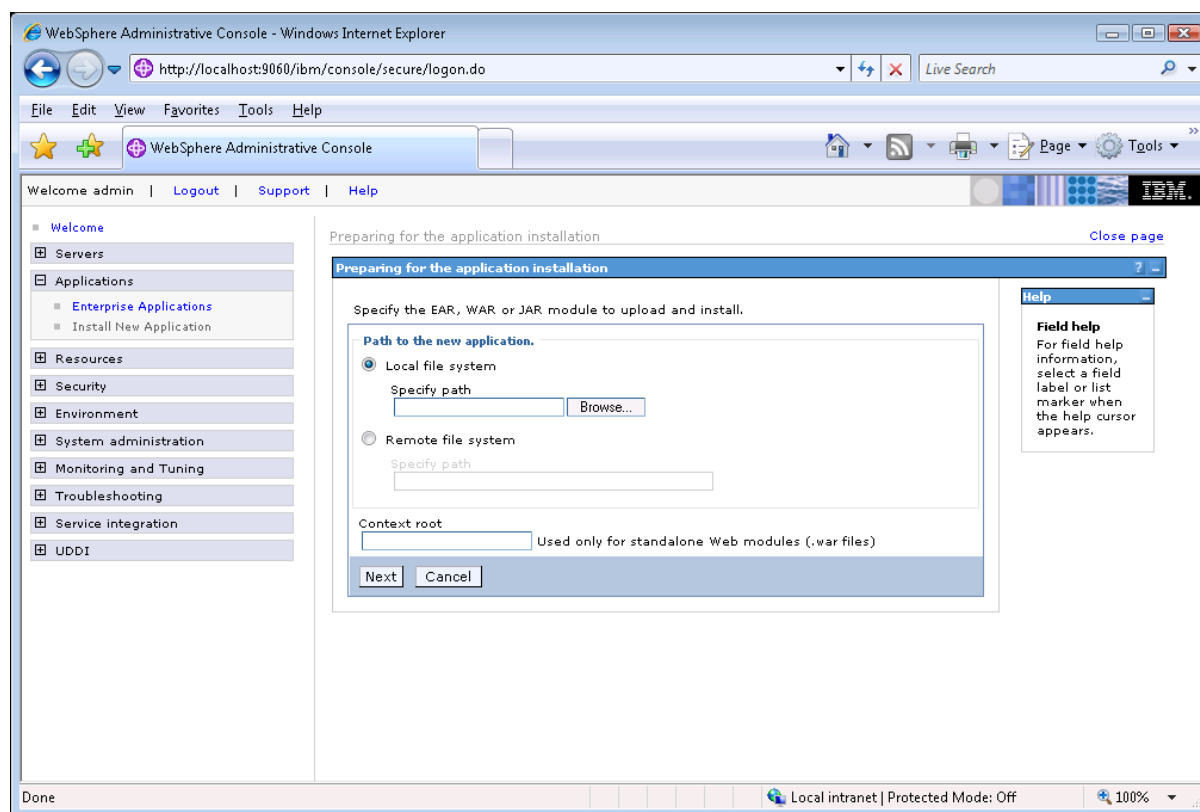 WebSphere Administrative Console - Windows Internet Explorer
http://localhost:9060/ibm/console/secure/logon.do
Live Search
File Edit View Favorites Tools Help
WebSphere Administrative Console
Page Tools
Welcome admin | Logout | Support | Help
IBM.
Welcome
Servers
Applications
Enterprise Applications
Install New Application
Resources
Security
Environment
System administration
Monitoring and Tuning
Troubleshooting
Service integration
UDDI
Preparing for the application installation
Close page
Preparing for the application installation
Specify the EAR, WAR or JAR module to upload and install.
Path to the new application.
Local file system
Specify path
Browse...
Remote file system
Specify path
Context root
Used only for standalone Web modules (.war files)
Next Cancel
Help
Field help
For field help
information,
select a field
label or list
marker when
the help cursor
appears.
Done
Local intranet | Protected Mode: Off
100%